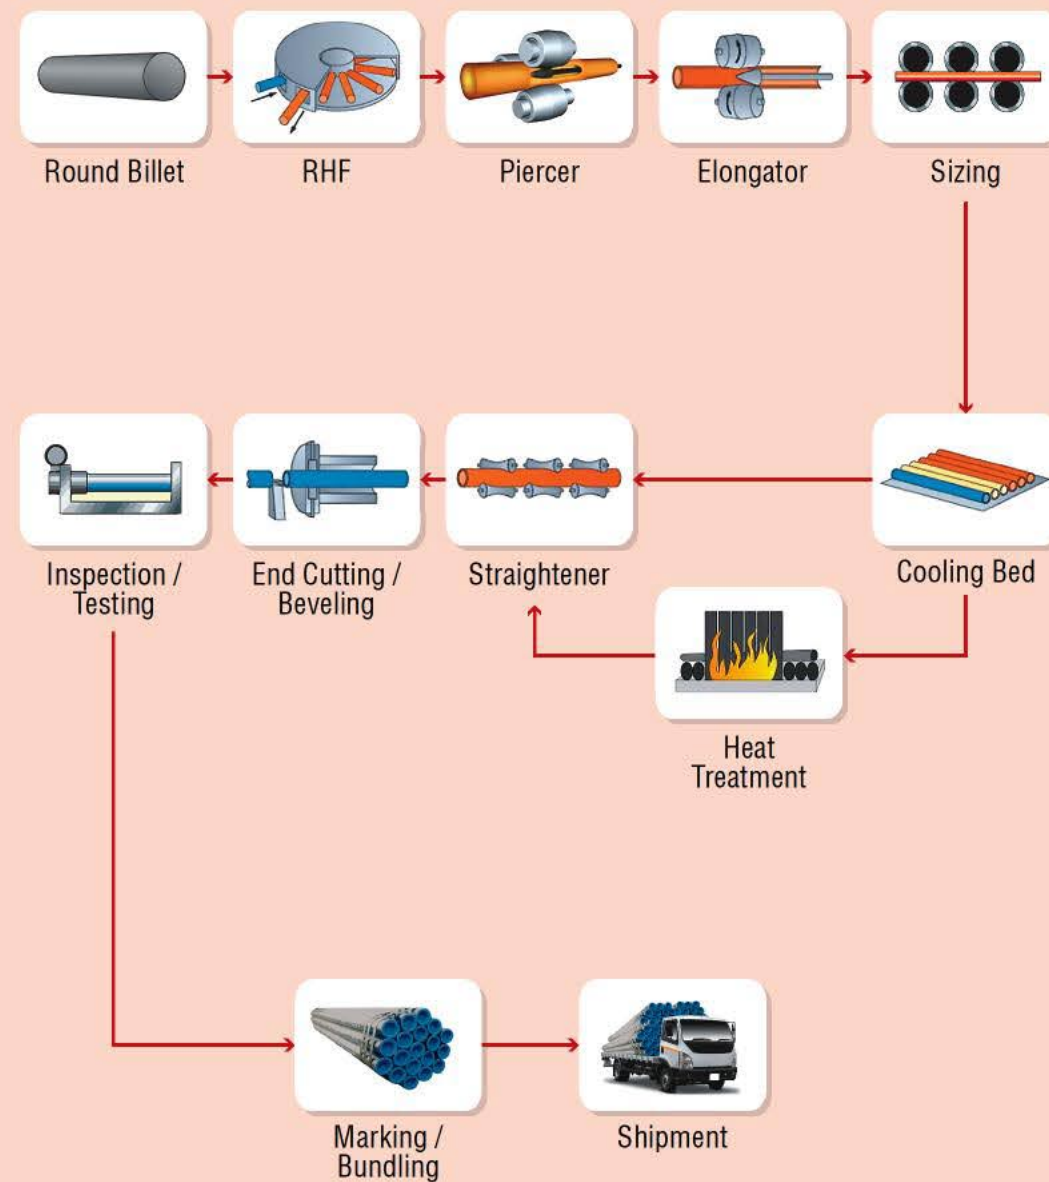 Round Billet
RHF
Piercer
Elongator
Sizing
Inspection /
Testing
End Cutting /
Beveling
Straightener
Cooling Bed
Heat
Treatment
Marking /
Bundling
Shipment